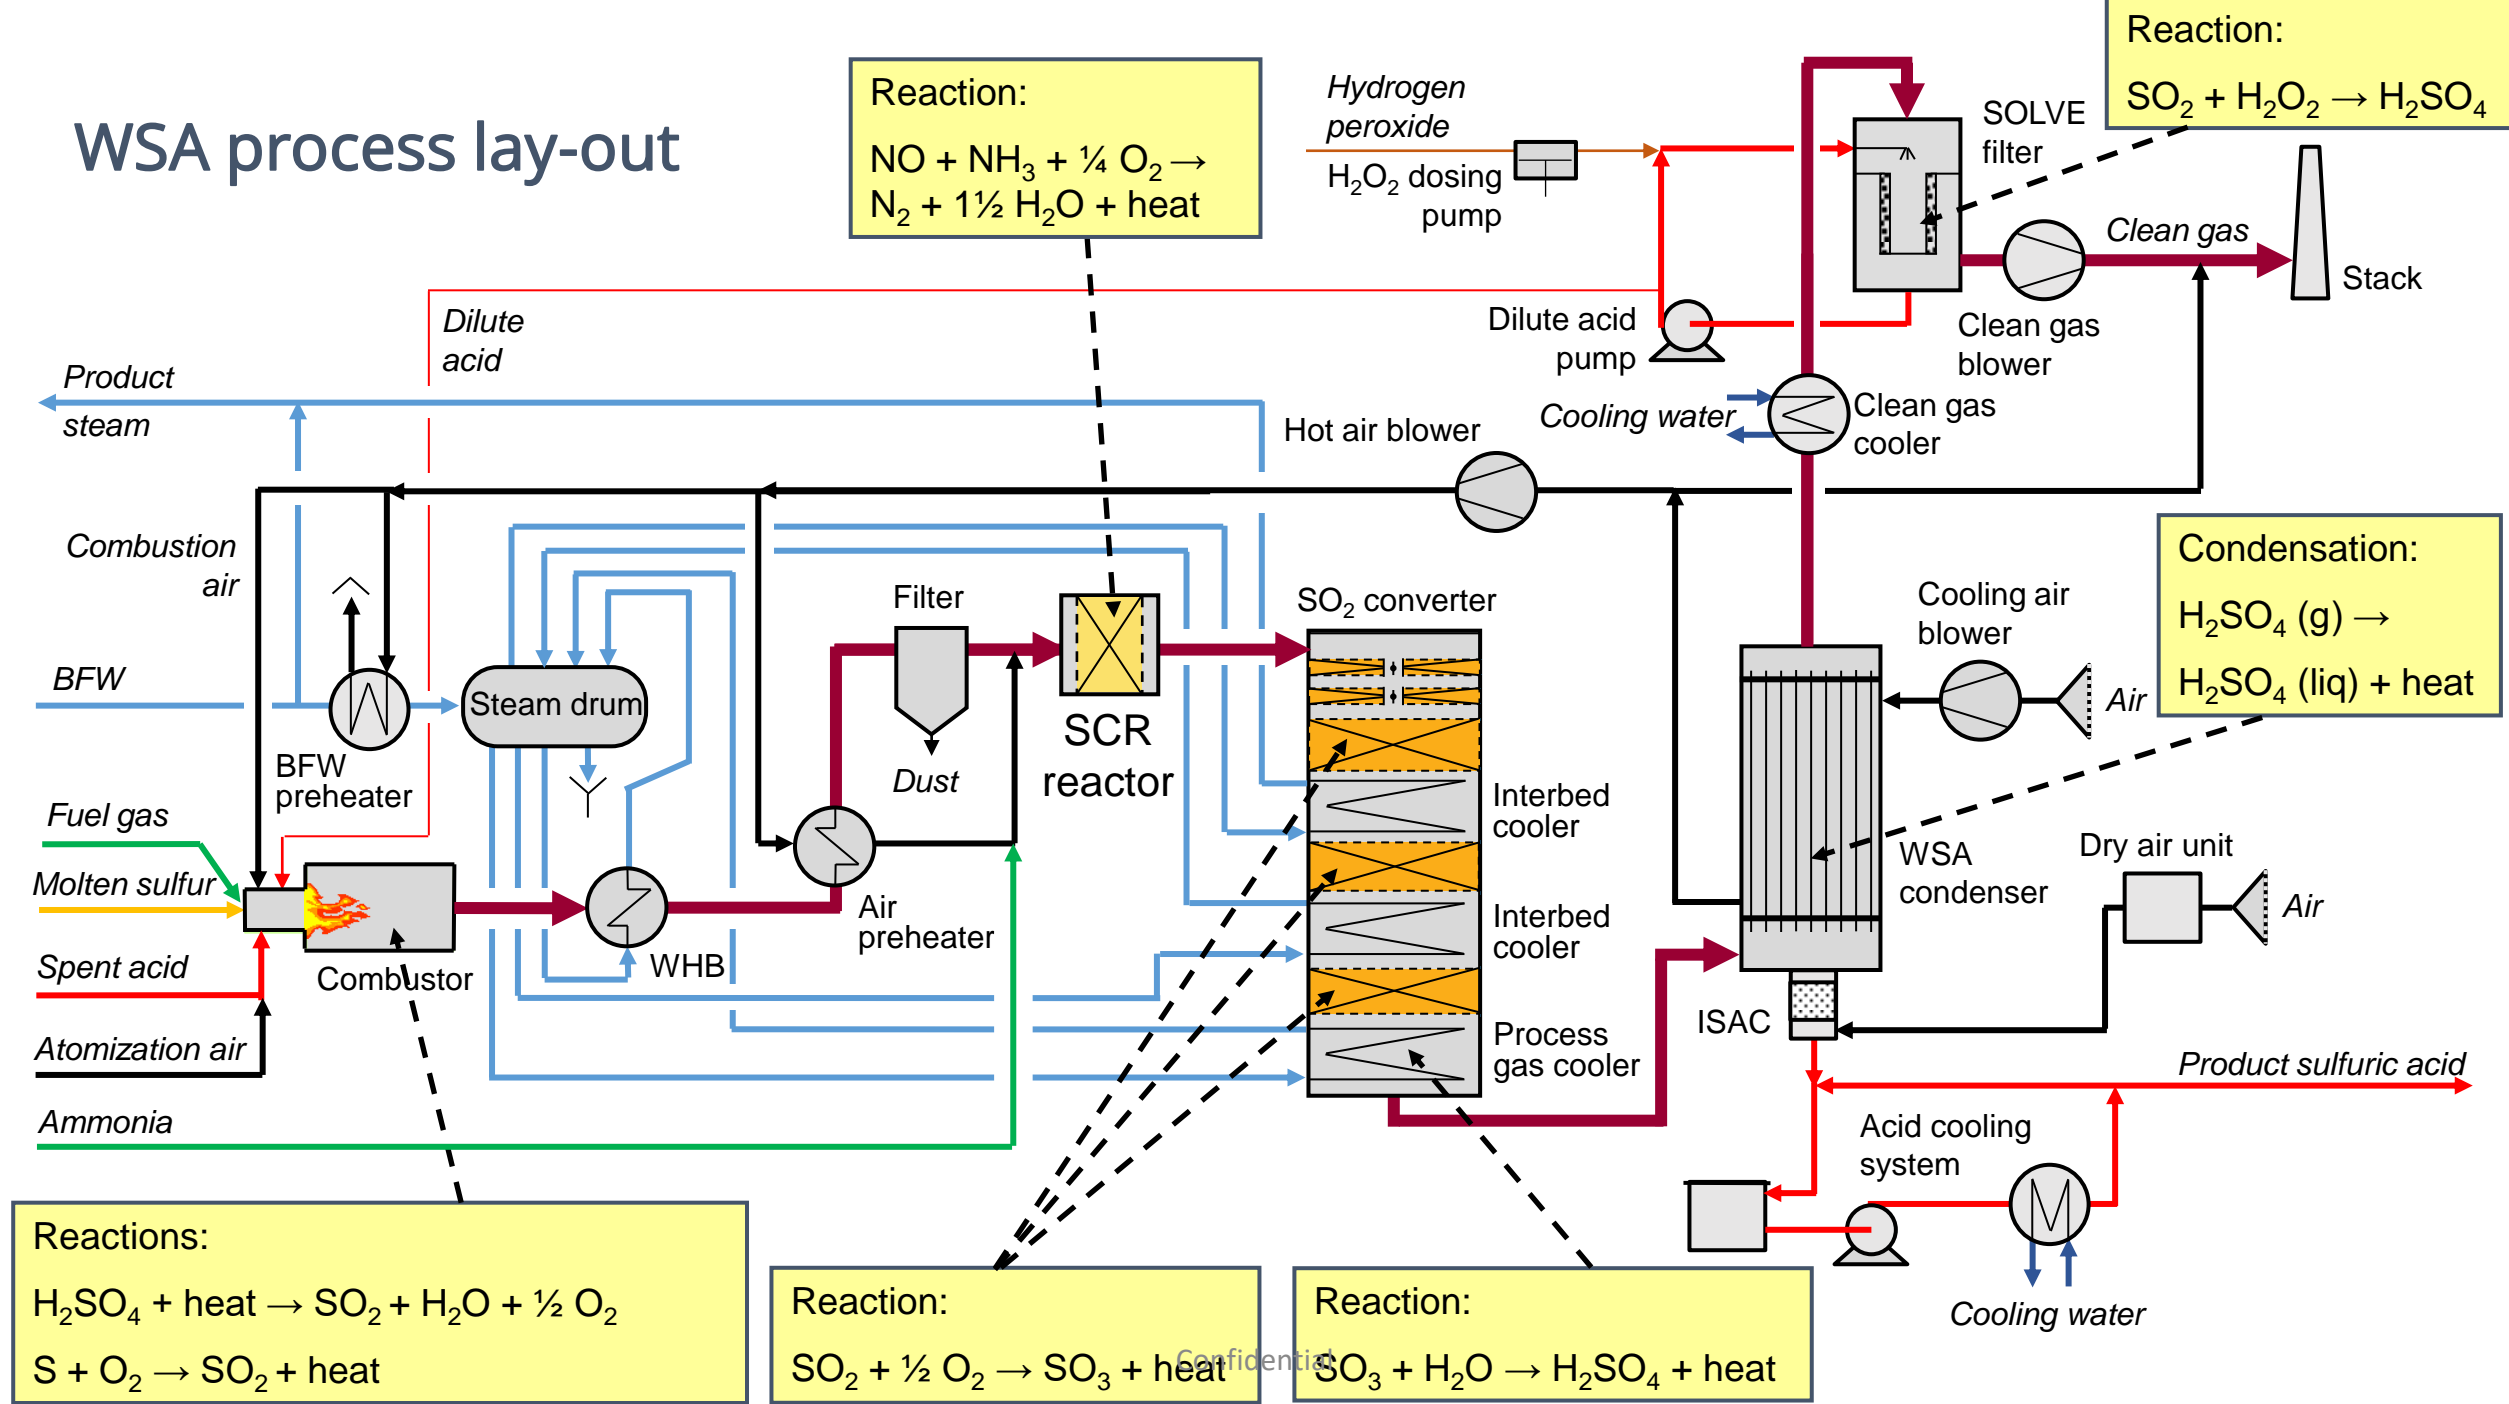 WSA process lay-out
Reaction:
NO + NH₃ + ¼ O₂ →
N₂ + 1½ H₂O + heat
Hydrogen
peroxide
H₂O₂ dosing
pump
SOLVE
filter
Reaction:
SO₂ + H₂O₂ → H₂SO₄
Clean gas
Stack
Clean gas
blower
Dilute acid
pump
Dilute
acid
Product
steam
Cooling water
Clean gas
cooler
Hot air blower
Combustion
air
Filter
SO₂ converter
Cooling air
blower
Air
Condensation:
H₂SO₄ (g) →
H₂SO₄ (liq) + heat
BFW
Steam drum
SCR
reactor
BFW
preheater
Dust
Fuel gas
Molten sulfur
Interbed
cooler
WSA
condenser
Dry air unit
Air
Air
preheater
Interbed
cooler
Spent acid
Combustor
WHB
ISAC
Process
gas cooler
Atomization air
Product sulfuric acid
Ammonia
Acid cooling
system
Cooling water
Reactions:
H₂SO₄ + heat → SO₂ + H₂O + ½ O₂
S + O₂ → SO₂ + heat
Reaction:
SO₂ + ½ O₂ → SO₃ + heat
Confidential
Reaction:
SO₃ + H₂O → H₂SO₄ + heat